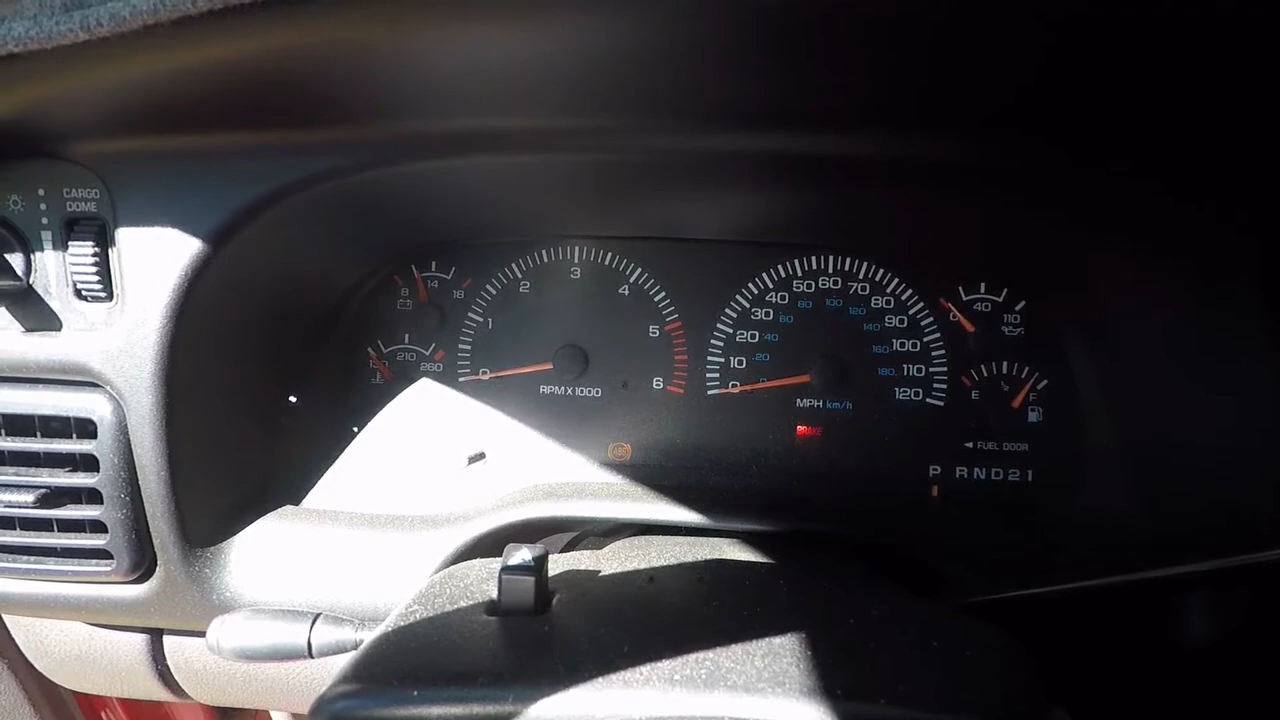 CARGO
DOME
8 14 18
210 260
0 1 2 3 4 5 6
RPM X 1000
0 10 20 30 40 50 60 70 80 90 100 110 120
20 40 60 80 100 120 140 160 180
MPH km/h
BRAKE
ABS
0 40 110
E F
◄ FUEL DOOR
P RND21